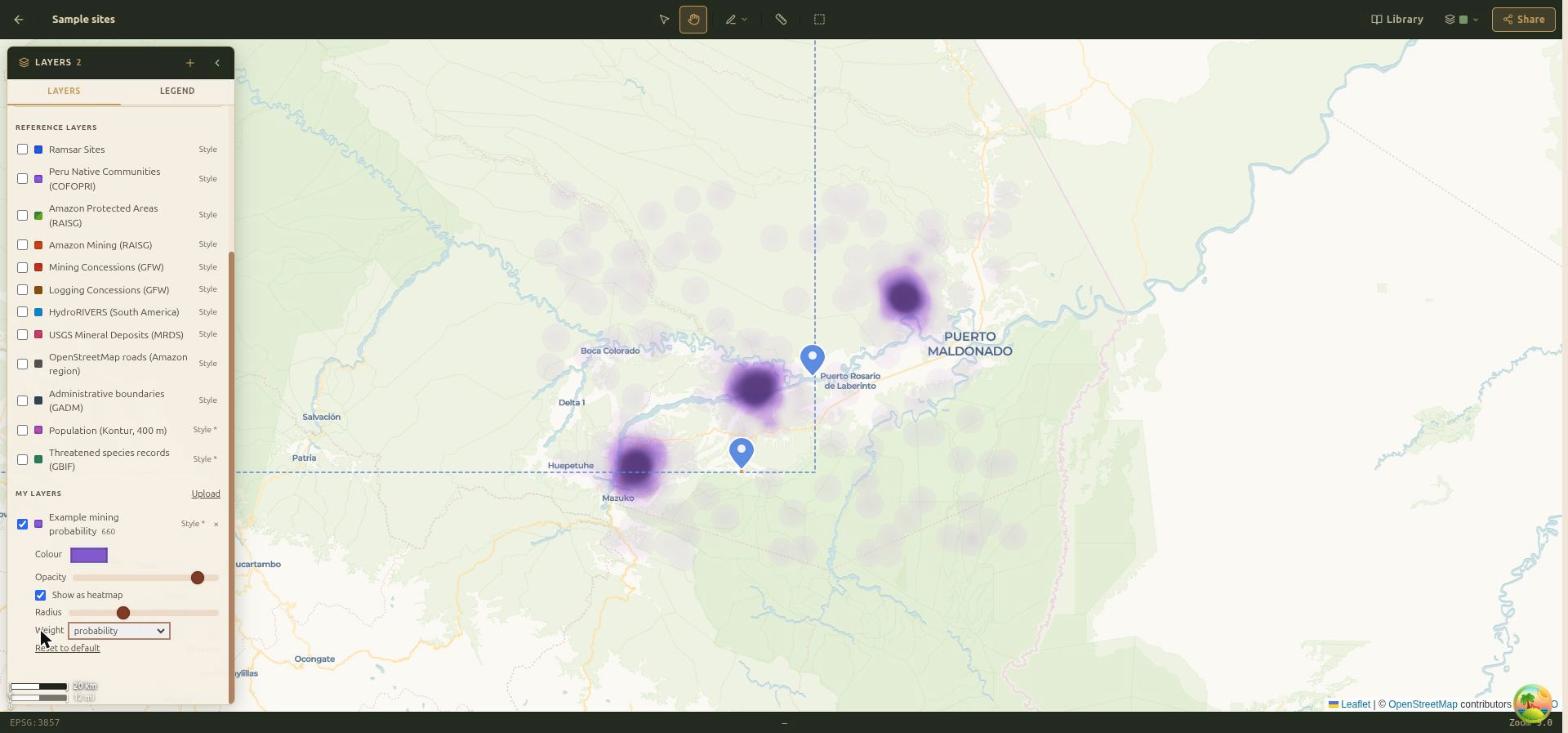 Sample sites
Library
Share
LAYERS 2
LAYERS
LEGEND
REFERENCE LAYERS
Ramsar Sites
Style
Peru Native Communities
(COFOPRI)
Style
Amazon Protected Areas
(RAISG)
Style
Amazon Mining (RAISG)
Style
Mining Concessions (GFW)
Style
Logging Concessions (GFW)
Style
HydroRIVERS (South America)
Style
USGS Mineral Deposits (MRDS)
Style
OpenStreetMap roads (Amazon
region)
Style
Administrative boundaries
(GADM)
Style
Population (Kontur, 400 m)
Style *
Threatened species records
(GBIF)
Style *
MY LAYERS
Upload
Example mining
probability 660
Style *
×
Colour
Opacity
Show as heatmap
Radius
Weight
probability
Reset to default
20 km
12 mi
EPSG:3857
PUERTO
MALDONADO
Boca Colorado
Puerto Rosario
de Laberinto
Delta 1
Salvación
Patria
Huepetuhe
Mazuko
Ocongate
Leaflet | © OpenStreetMap contributors
–